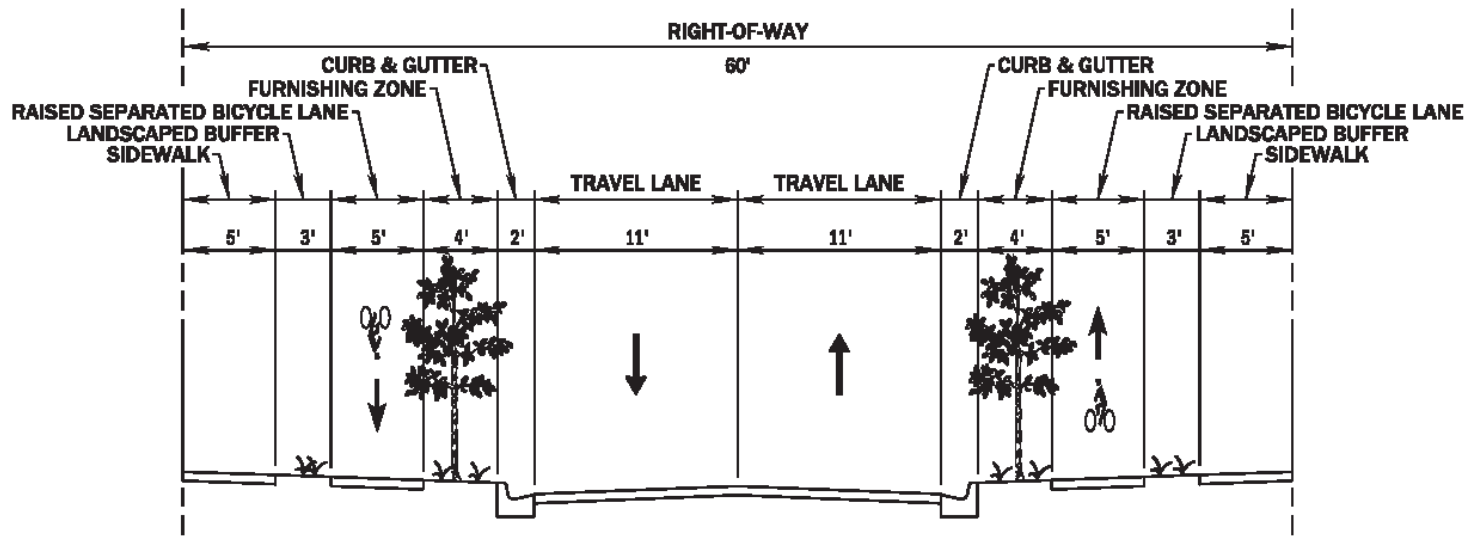 RIGHT-OF-WAY
60'
CURB & GUTTER
CURB & GUTTER
FURNISHING ZONE
FURNISHING ZONE
RAISED SEPARATED BICYCLE LANE
RAISED SEPARATED BICYCLE LANE
LANDSCAPED BUFFER
LANDSCAPED BUFFER
SIDEWALK
SIDEWALK
TRAVEL LANE TRAVEL LANE
5' 3' 5' 4' 2' 11' 11' 2' 4' 5' 3' 5'